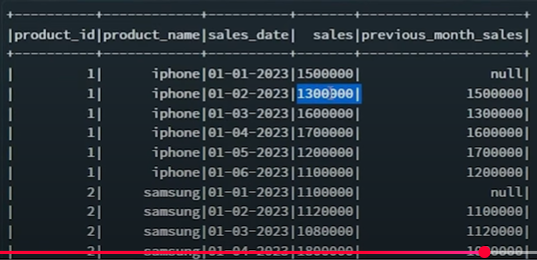 +----------+------------+----------+-------+--------------------+
|product_id|product_name|sales_date|  sales|previous_month_sales|
+----------+------------+----------+-------+--------------------+
|         1|      iphone|01-01-2023|1500000|                null|
|         1|      iphone|01-02-2023|1300000|             1500000|
|         1|      iphone|01-03-2023|1600000|             1300000|
|         1|      iphone|01-04-2023|1700000|             1600000|
|         1|      iphone|01-05-2023|1200000|             1700000|
|         1|      iphone|01-06-2023|1100000|             1200000|
|         2|     samsung|01-01-2023|1100000|                null|
|         2|     samsung|01-02-2023|1120000|             1100000|
|         2|     samsung|01-03-2023|1080000|             1120000|
|         2|     samsung|01-04-2023|1800000|